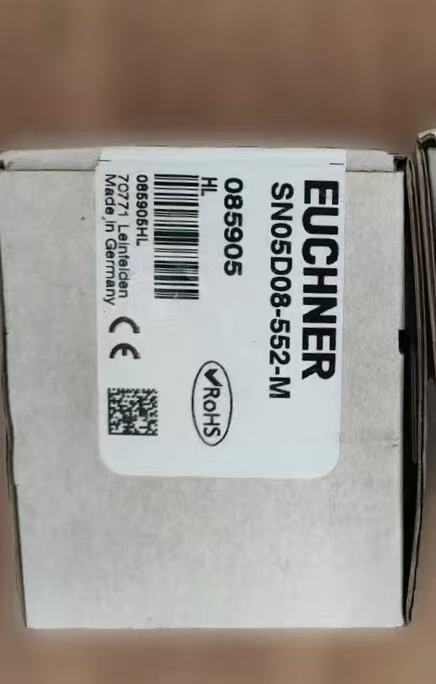 EUCHNER
SN05D08-552-M
085905
HL
RoHS
085905HL
70771 Leinfelden
Made in Germany
CE